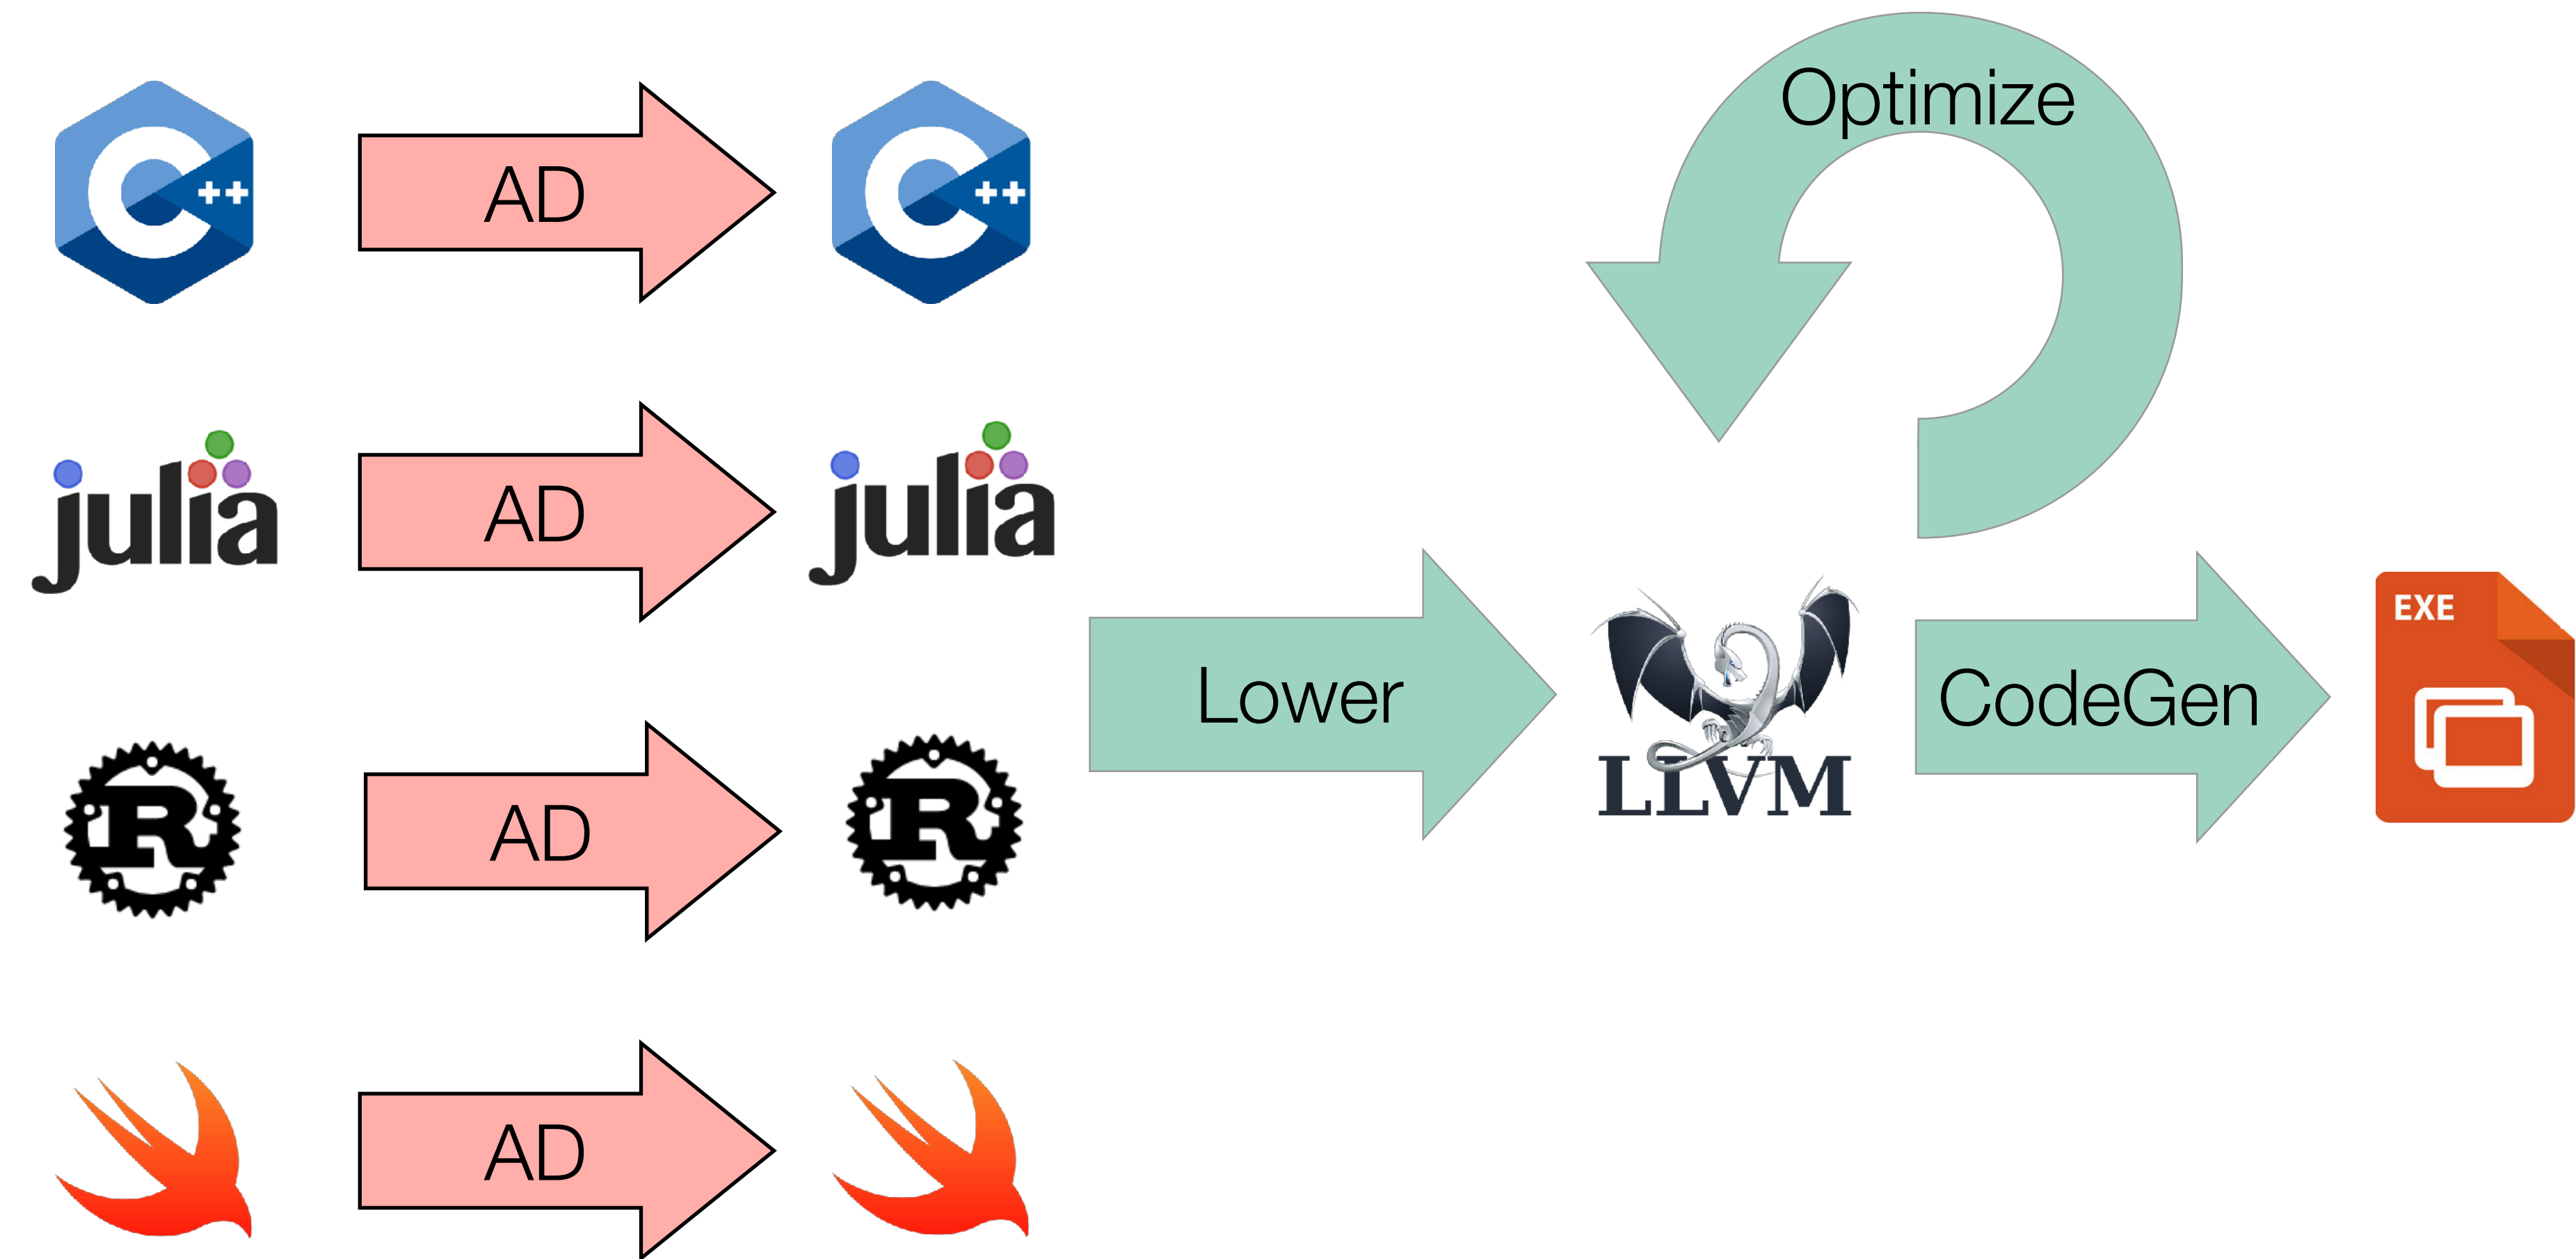 Optimize
C ++
AD
C ++
julia
AD
julia
Lower
LLVM
CodeGen
EXE
R
AD
R
AD